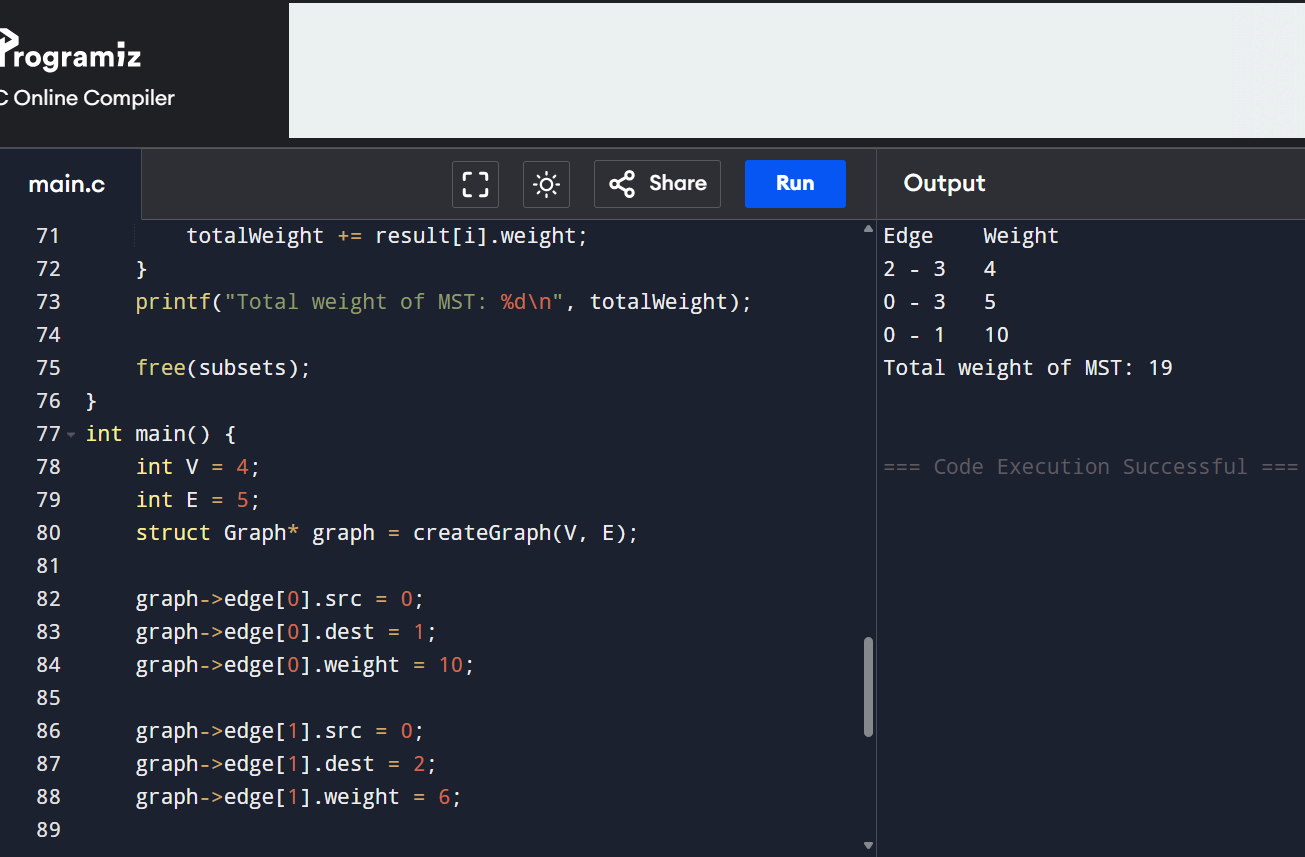 Programiz
C Online Compiler
main.c
Share
Run
Output
71 totalWeight += result[i].weight;
72 }
73 printf("Total weight of MST: %d\n", totalWeight);
74
75 free(subsets);
76 }
77 int main() {
78 int V = 4;
79 int E = 5;
80 struct Graph* graph = createGraph(V, E);
81
82 graph->edge[0].src = 0;
83 graph->edge[0].dest = 1;
84 graph->edge[0].weight = 10;
85
86 graph->edge[1].src = 0;
87 graph->edge[1].dest = 2;
88 graph->edge[1].weight = 6;
89
Edge Weight
2 - 3 4
0 - 3 5
0 - 1 10
Total weight of MST: 19
=== Code Execution Successful ===